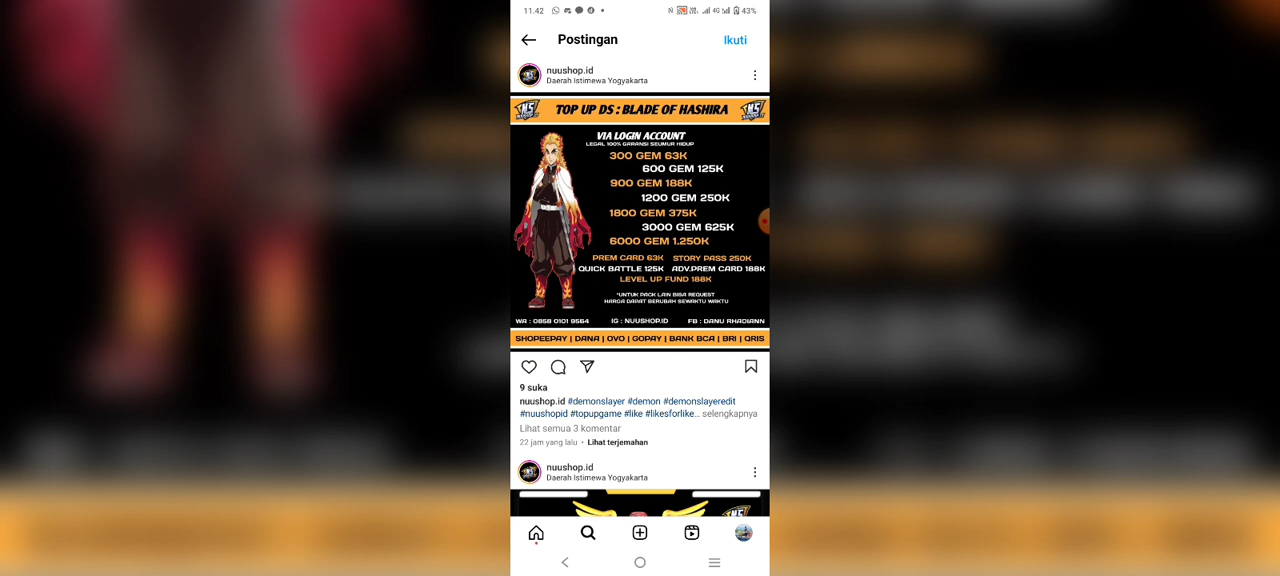 11.42
4G 43%
Postingan
Ikuti
nuushop.id
Daerah Istimewa Yogyakarta
TOP UP DS : BLADE OF HASHIRA
VIA LOGIN ACCOUNT
LEGAL 100% GARANSI SEUMUR HIDUP
300 GEM 63K
600 GEM 125K
900 GEM 188K
1200 GEM 250K
1800 GEM 375K
3000 GEM 625K
6000 GEM 1.250K
PREM CARD 63K STORY PASS 250K
QUICK BATTLE 125K ADV.PREM CARD 188K
LEVEL UP FUND 188K
*UNTUK PACK LAIN BISA REQUEST
HARGA DAPAT BERUBAH SEWAKTU WAKTU
WA : 0858 0101 9564 IG : NUUSHOP.ID FB : DANU RHADIANN
SHOPEEPAY | DANA | OVO | GOPAY | BANK BCA | BRI | QRIS
9 suka
nuushop.id #demonslayer #demon #demonslayeredit
#nuushopid #topupgame #like #likesforlike... selengkapnya
Lihat semua 3 komentar
22 jam yang lalu • Lihat terjemahan
nuushop.id
Daerah Istimewa Yogyakarta